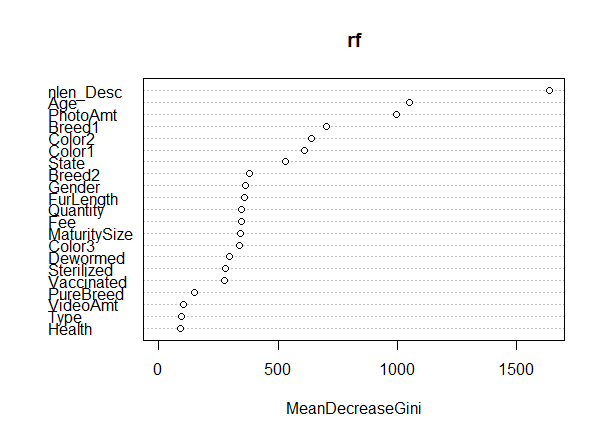 rf
nlen_Desc
Age
PhotoAmt
Breed1
Color2
Color1
State
Breed2
Gender
FurLength
Quantity
Fee
MaturitySize
Color3
Dewormed
Sterilized
Vaccinated
PureBreed
VideoAmt
Type
Health
0 500 1000 1500
MeanDecreaseGini